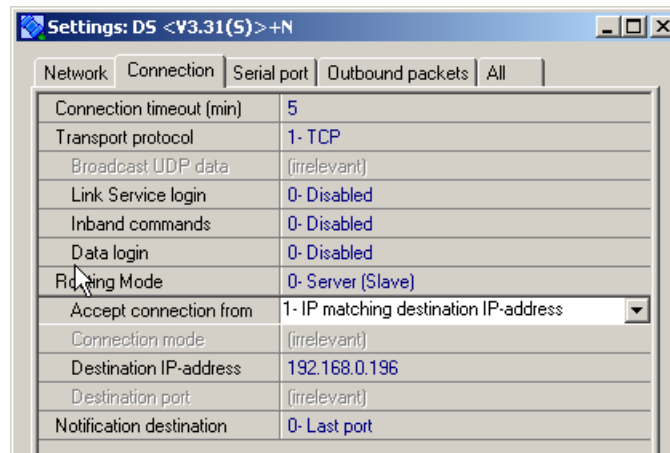 Settings: DS <V3.31(S)>+N
Network Connection Serial port Outbound packets All
Connection timeout (min) 5
Transport protocol 1- TCP
Broadcast UDP data (irrelevant)
Link Service login 0- Disabled
Inband commands 0- Disabled
Data login 0- Disabled
Routing Mode 0- Server (Slave)
Accept connection from 1- IP matching destination IP-address
Connection mode (irrelevant)
Destination IP-address 192.168.0.196
Destination port (irrelevant)
Notification destination 0- Last port